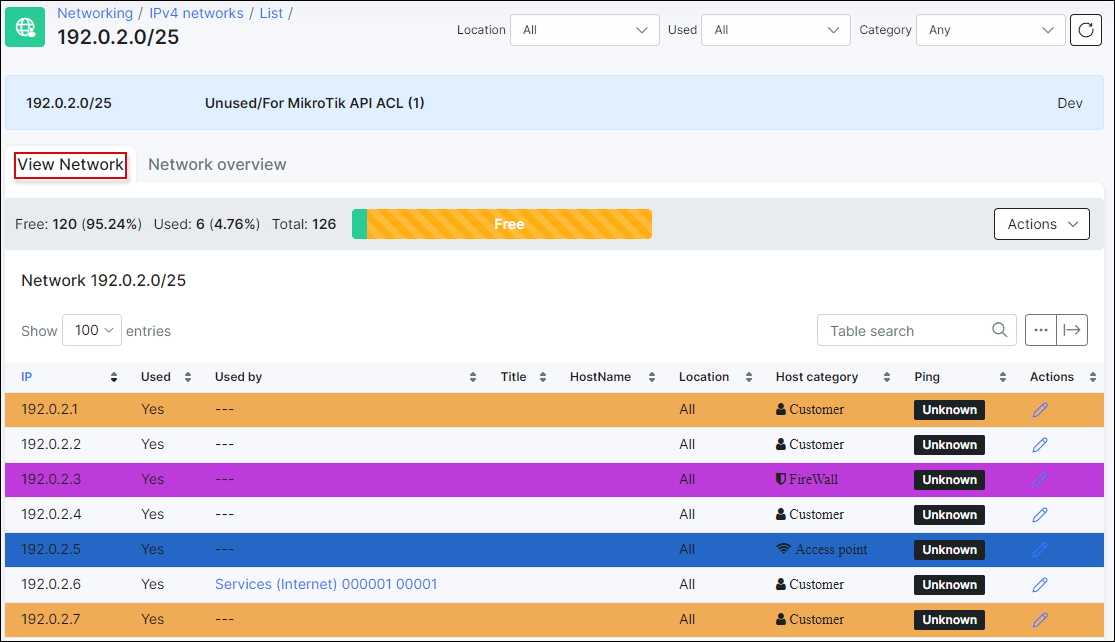 Networking / IPv4 networks / List /
192.0.2.0/25
Location All Used All Category Any
192.0.2.0/25 Unused/For MikroTik API ACL (1) Dev
View Network Network overview
Free: 120 (95.24%) Used: 6 (4.76%) Total: 126 Free Actions
Network 192.0.2.0/25
Show 100 entries Table search
IP Used Used by Title HostName Location Host category Ping Actions
192.0.2.1 Yes --- All Customer Unknown
192.0.2.2 Yes --- All Customer Unknown
192.0.2.3 Yes --- All FireWall Unknown
192.0.2.4 Yes --- All Customer Unknown
192.0.2.5 Yes --- All Access point Unknown
192.0.2.6 Yes Services (Internet) 000001 00001 All Customer Unknown
192.0.2.7 Yes --- All Customer Unknown